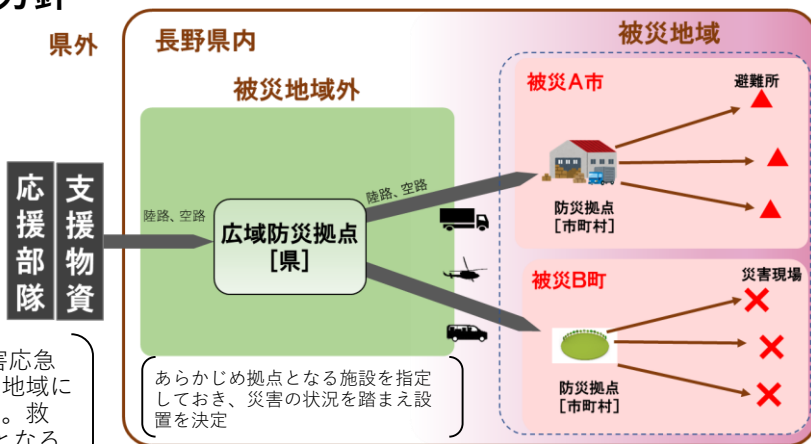 県外
長野県内
被災地域外
被災地域
応援部隊
支援物資
陸路、空路
広域防災拠点
[県]
陸路、空路
被災A市
避難所
防災拠点
[市町村]
被災B町
災害現場
防災拠点
[市町村]
害応急
地域に
。救
となる
あらかじめ拠点となる施設を指定
しておき、災害の状況を踏まえ設
置を決定